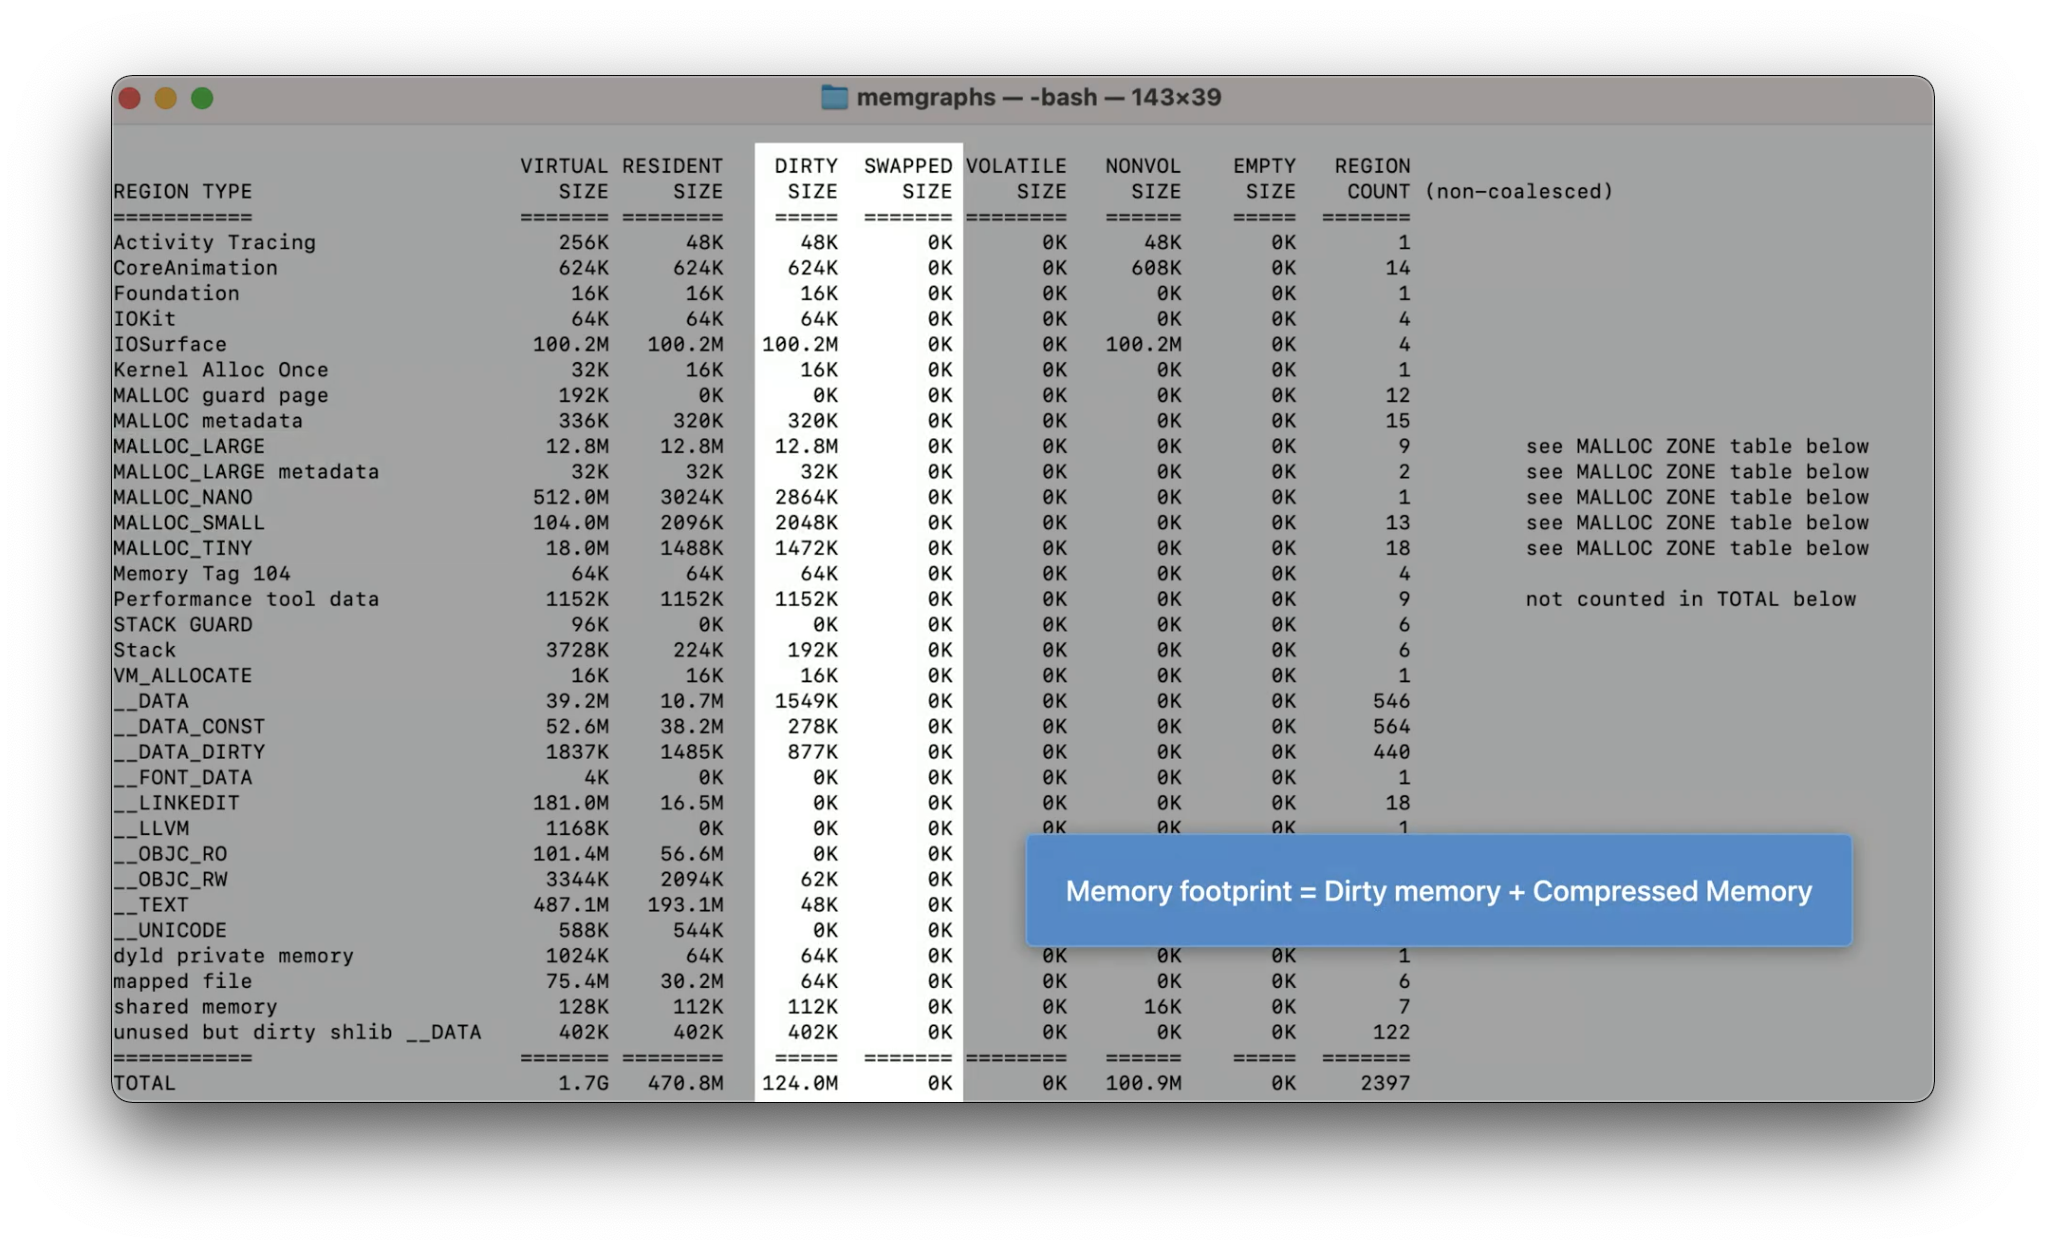 memgraphs — -bash — 143×39
VIRTUAL RESIDENT DIRTY SWAPPED VOLATILE NONVOL EMPTY REGION
REGION TYPE SIZE SIZE SIZE SIZE SIZE SIZE SIZE COUNT (non-coalesced)
=========== ======= ======== ===== ======= ======== ====== ===== =======
Activity Tracing 256K 48K 48K 0K 0K 48K 0K 1
CoreAnimation 624K 624K 624K 0K 0K 608K 0K 14
Foundation 16K 16K 16K 0K 0K 0K 0K 1
IOKit 64K 64K 64K 0K 0K 0K 0K 4
IOSurface 100.2M 100.2M 100.2M 0K 0K 100.2M 0K 4
Kernel Alloc Once 32K 16K 16K 0K 0K 0K 0K 1
MALLOC guard page 192K 0K 0K 0K 0K 0K 0K 12
MALLOC metadata 336K 320K 320K 0K 0K 0K 0K 15
MALLOC_LARGE 12.8M 12.8M 12.8M 0K 0K 0K 0K 9 see MALLOC ZONE table below
MALLOC_LARGE metadata 32K 32K 32K 0K 0K 0K 0K 2 see MALLOC ZONE table below
MALLOC_NANO 512.0M 3024K 2864K 0K 0K 0K 0K 1 see MALLOC ZONE table below
MALLOC_SMALL 104.0M 2096K 2048K 0K 0K 0K 0K 13 see MALLOC ZONE table below
MALLOC_TINY 18.0M 1488K 1472K 0K 0K 0K 0K 18 see MALLOC ZONE table below
Memory Tag 104 64K 64K 64K 0K 0K 0K 0K 4
Performance tool data 1152K 1152K 1152K 0K 0K 0K 0K 9 not counted in TOTAL below
STACK GUARD 96K 0K 0K 0K 0K 0K 0K 6
Stack 3728K 224K 192K 0K 0K 0K 0K 6
VM_ALLOCATE 16K 16K 16K 0K 0K 0K 0K 1
__DATA 39.2M 10.7M 1549K 0K 0K 0K 0K 546
__DATA_CONST 52.6M 38.2M 278K 0K 0K 0K 0K 564
__DATA_DIRTY 1837K 1485K 877K 0K 0K 0K 0K 440
__FONT_DATA 4K 0K 0K 0K 0K 0K 0K 1
__LINKEDIT 181.0M 16.5M 0K 0K 0K 0K 0K 18
__LLVM 1168K 0K 0K 0K 0K 0K 0K 1
__OBJC_RO 101.4M 56.6M 0K 0K
__OBJC_RW 3344K 2094K 62K 0K
Memory footprint = Dirty memory + Compressed Memory
__TEXT 487.1M 193.1M 48K 0K
__UNICODE 588K 544K 0K 0K
dyld private memory 1024K 64K 64K 0K 0K 0K 0K 1
mapped file 75.4M 30.2M 64K 0K 0K 0K 0K 6
shared memory 128K 112K 112K 0K 0K 16K 0K 7
unused but dirty shlib __DATA 402K 402K 402K 0K 0K 0K 0K 122
=========== ======= ======== ===== ======= ======== ====== ===== =======
TOTAL 1.7G 470.8M 124.0M 0K 0K 100.9M 0K 2397